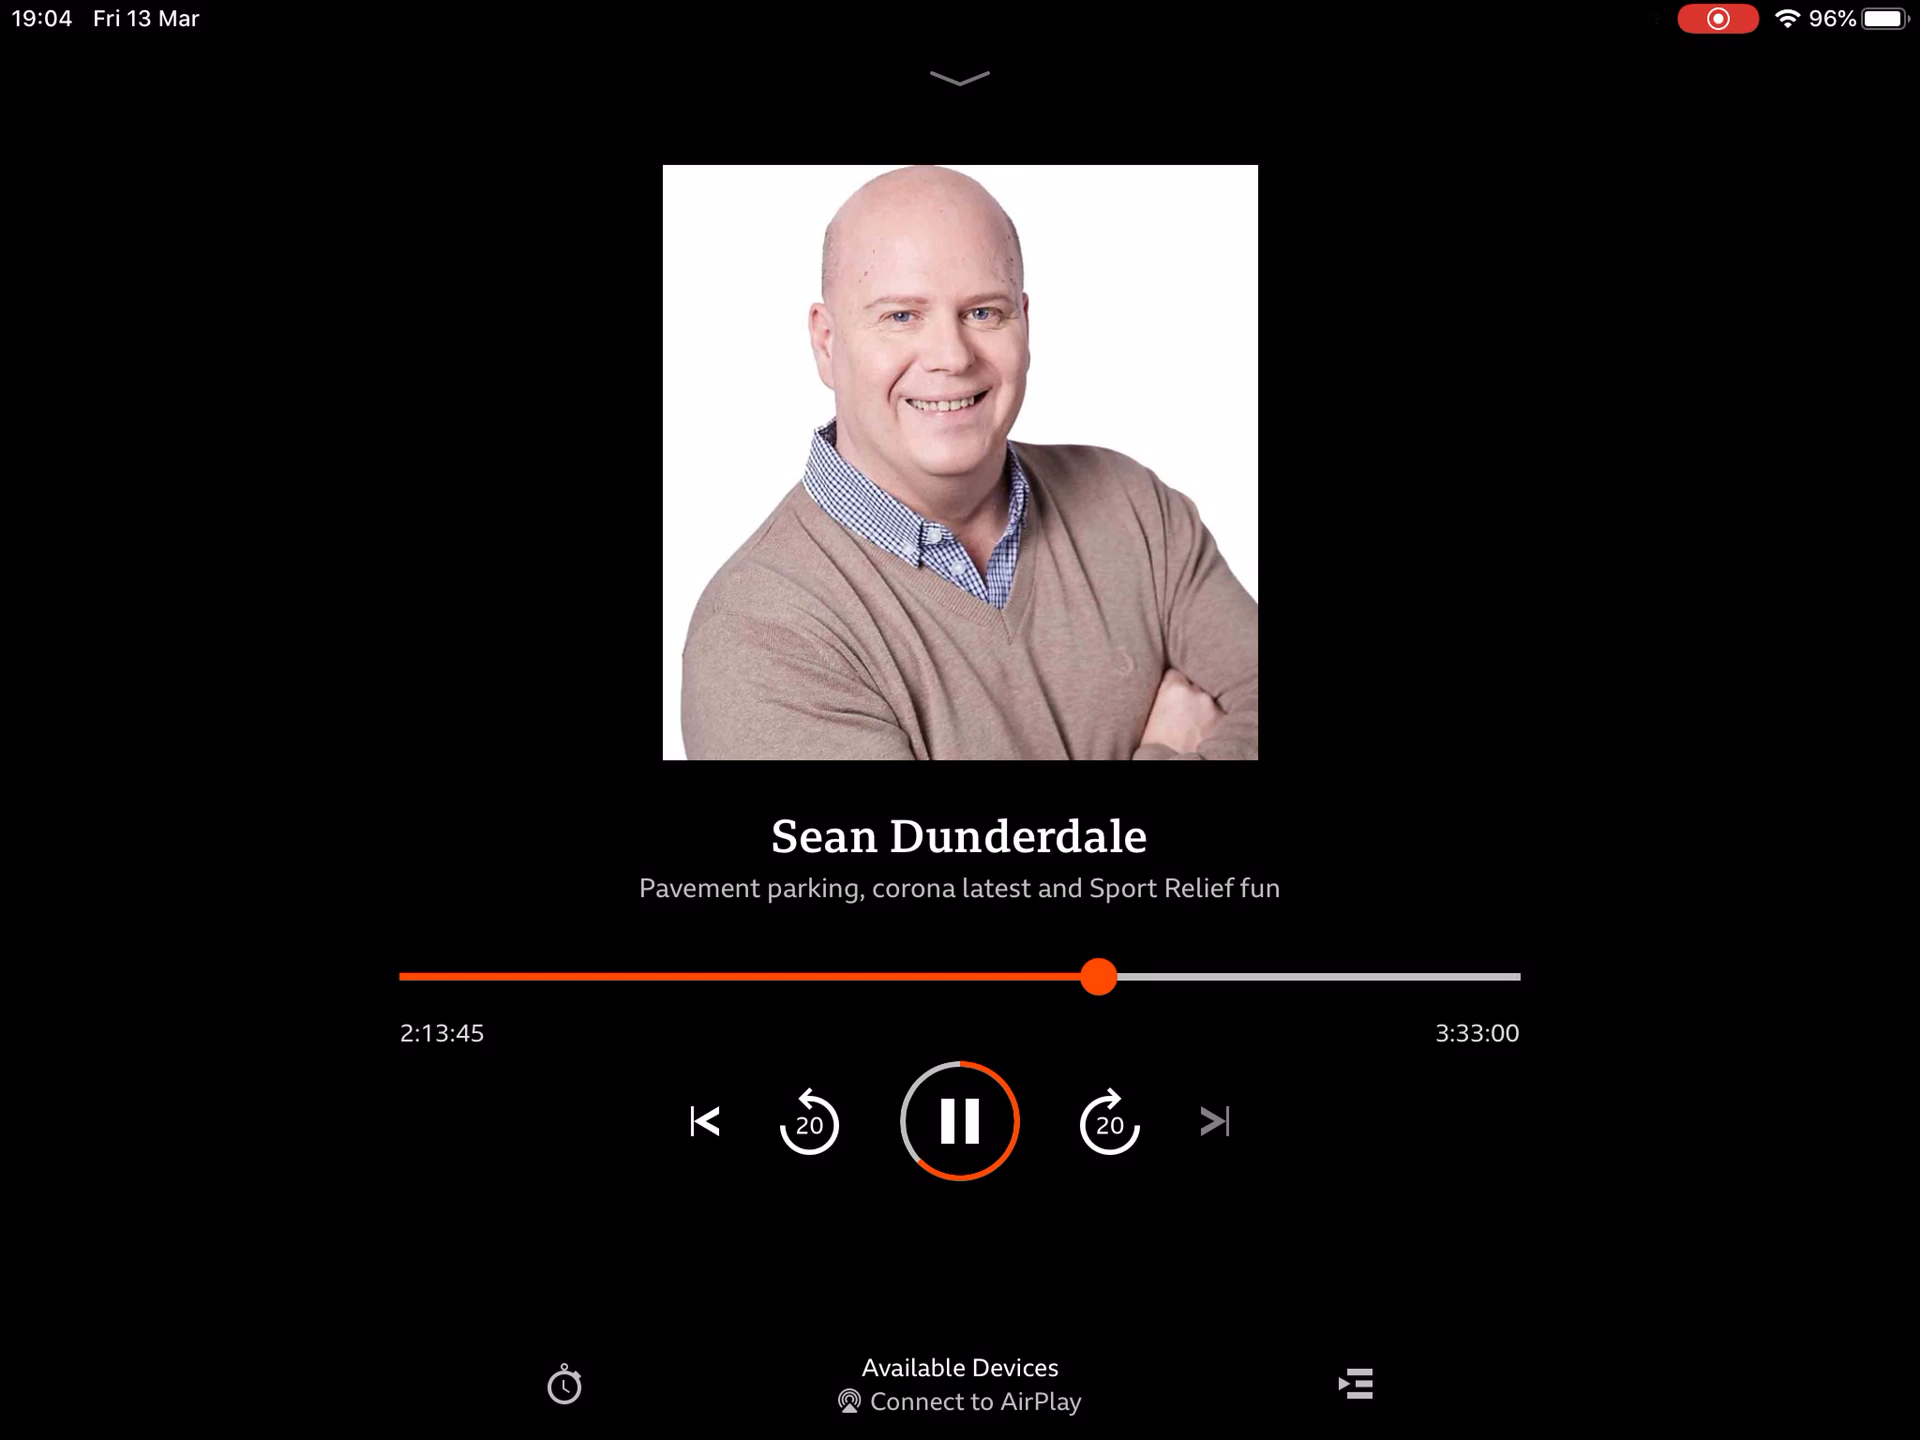 19:04 Fri 13 Mar
96%
Sean Dunderdale
Pavement parking, corona latest and Sport Relief fun
2:13:45
3:33:00
20
20
Available Devices
Connect to AirPlay